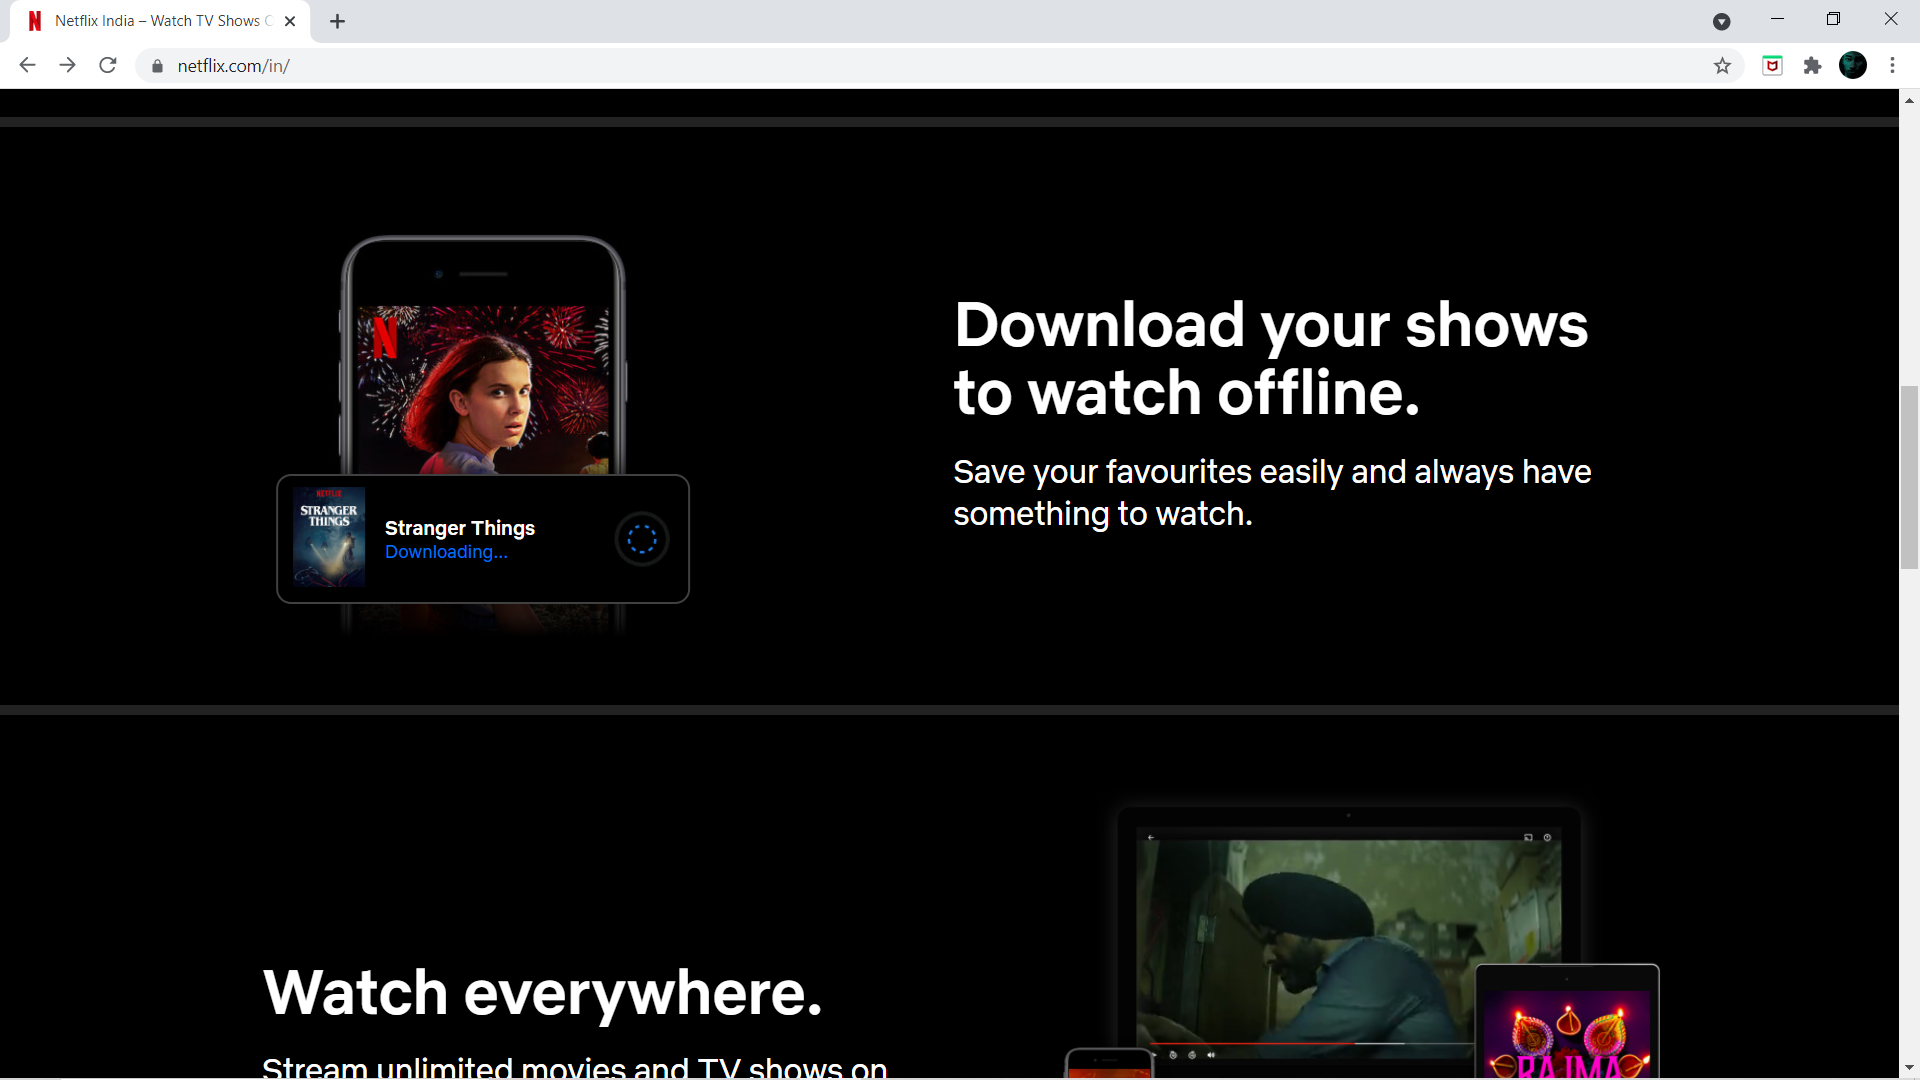 Netflix India – Watch TV Shows
netflix.com/in/
N
NETFLIX
STRANGER
THINGS
Stranger Things
Downloading...
Download your shows
to watch offline.
Save your favourites easily and always have
something to watch.
Watch everywhere.
Stream unlimited movies and TV shows on
RAJMA